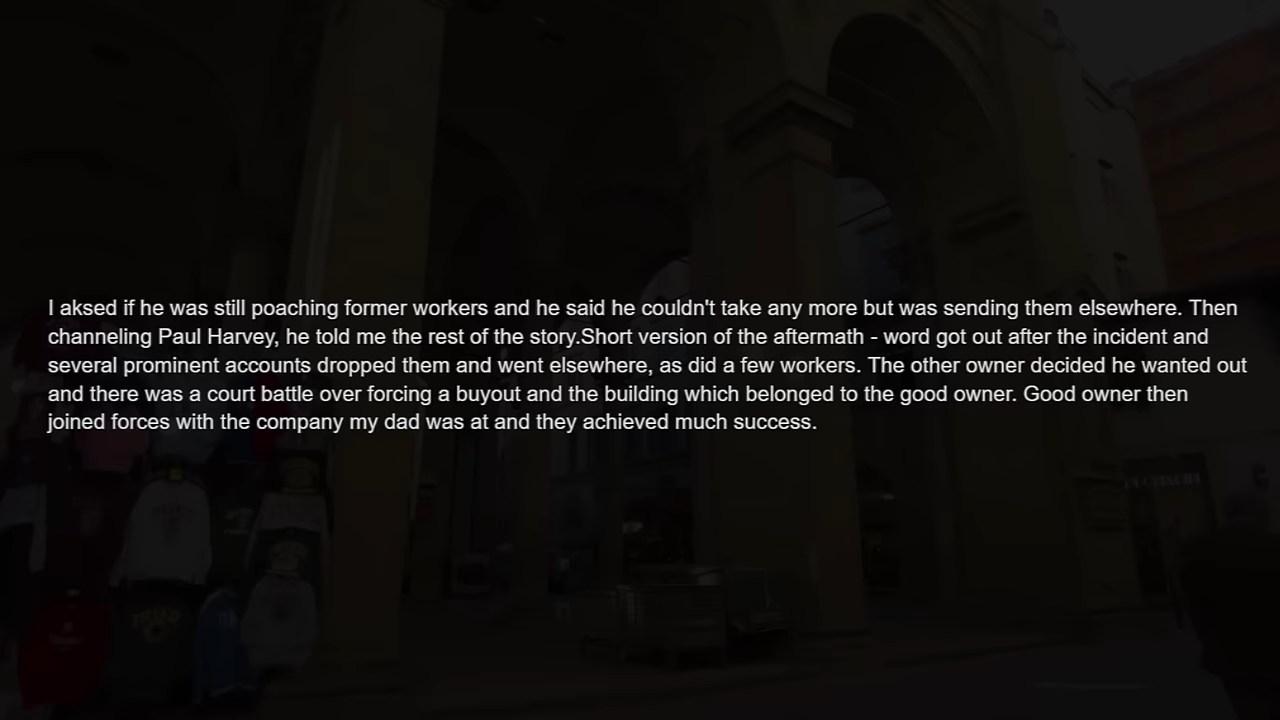 I aksed if he was still poaching former workers and he said he couldn't take any more but was sending them elsewhere. Then
channeling Paul Harvey, he told me the rest of the story.Short version of the aftermath - word got out after the incident and
several prominent accounts dropped them and went elsewhere, as did a few workers. The other owner decided he wanted out
and there was a court battle over forcing a buyout and the building which belonged to the good owner. Good owner then
joined forces with the company my dad was at and they achieved much success.